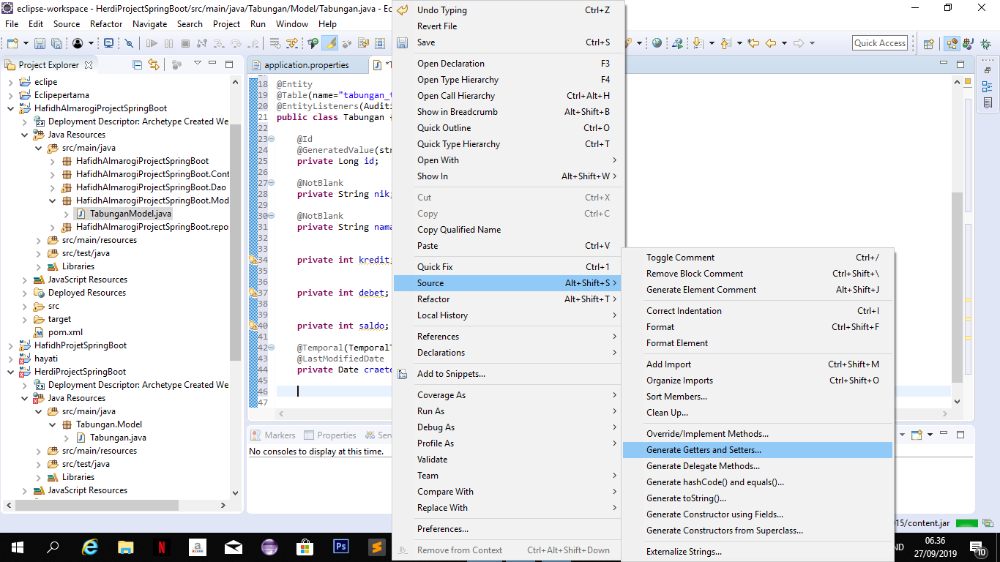 eclipse-workspace - HerdiProjectSpringBoot/src/main/java/Tabungan/Model/Tabungan.java - Ec
File Edit Source Refactor Navigate Search Project Run Window Help
Quick Access
Project Explorer
eclipe
Eclipepertama
HafidhAlmarogiProjectSpringBoot
Deployment Descriptor: Archetype Created We
Java Resources
src/main/java
HafidhAlmarogiProjectSpringBoot
HafidhAlmarogiProjectSpringBoot.Cont
HafidhAlmarogiProjectSpringBoot.Dao
HafidhAlmarogiProjectSpringBoot.Mod
TabunganModel.java
HafidhAlmarogiProjectSpringBoot.repos
src/main/resources
src/test/java
Libraries
JavaScript Resources
Deployed Resources
src
target
pom.xml
HafidhProjetSpringBoot
hayati
HerdiProjectSpringBoot
Deployment Descriptor: Archetype Created We
Java Resources
src/main/java
Tabungan.Model
Tabungan.java
src/main/resources
src/test/java
Libraries
JavaScript Resources
application.properties
18 @Entity
19 @Table(name="tabungan_t
20 @EntityListeners(Auditi
21 public class Tabungan {
22
23 @Id
24 @GeneratedValue(str
25 private Long id;
26
27 @NotBlank
28 private String nik;
29
30 @NotBlank
31 private String nama
32
33
34 private int kredit;
35
36
37 private int debet;
38
39
40 private int saldo;
41
42 @Temporal(TemporalT
43 @LastModifiedDate
44 private Date craete
45
46
47
Markers Properties Serv
No consoles to display at this time.
Undo Typing Ctrl+Z
Revert File
Save Ctrl+S
Open Declaration F3
Open Type Hierarchy F4
Open Call Hierarchy Ctrl+Alt+H
Show in Breadcrumb Alt+Shift+B
Quick Outline Ctrl+O
Quick Type Hierarchy Ctrl+T
Open With
Show In Alt+Shift+W
Cut Ctrl+X
Copy Ctrl+C
Copy Qualified Name
Paste Ctrl+V
Quick Fix Ctrl+1
Source Alt+Shift+S
Refactor Alt+Shift+T
Local History
References
Declarations
Add to Snippets...
Coverage As
Run As
Debug As
Profile As
Validate
Team
Compare With
Replace With
Preferences...
Remove from Context Ctrl+Alt+Shift+Down
Toggle Comment Ctrl+/
Remove Block Comment Ctrl+Shift+\
Generate Element Comment Alt+Shift+J
Correct Indentation Ctrl+I
Format Ctrl+Shift+F
Format Element
Add Import Ctrl+Shift+M
Organize Imports Ctrl+Shift+O
Sort Members...
Clean Up...
Override/Implement Methods...
Generate Getters and Setters...
Generate Delegate Methods...
Generate hashCode() and equals()...
Generate toString()...
Generate Constructor using Fields...
Generate Constructors from Superclass...
Externalize Strings...
015/content.jar
ND
06.36
27/09/2019
10